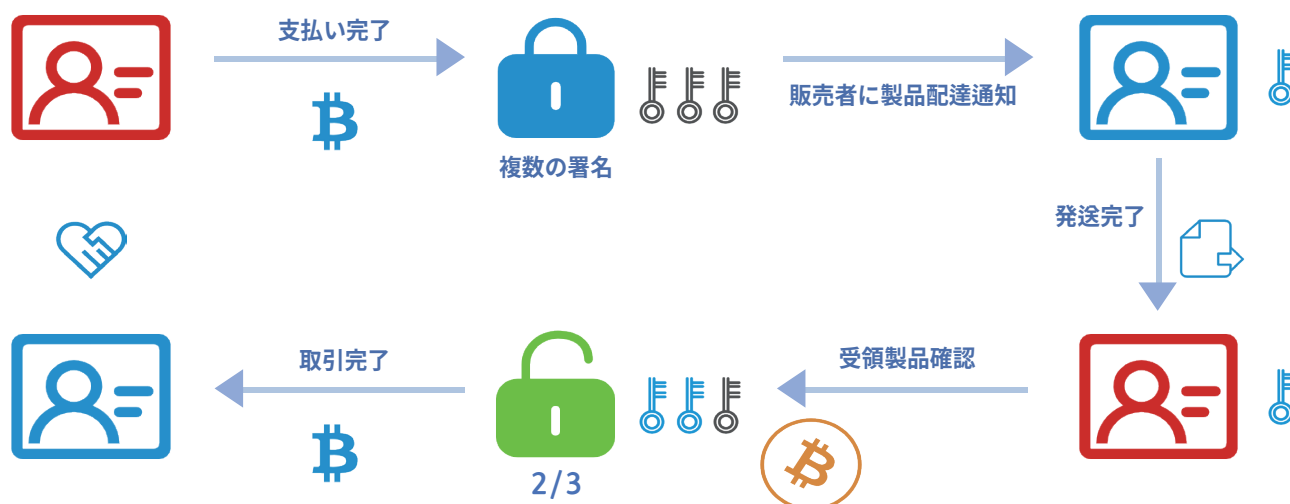 支払い完了
販売者に製品配達通知
複数の署名
発送完了
取引完了
受領製品確認
2/3